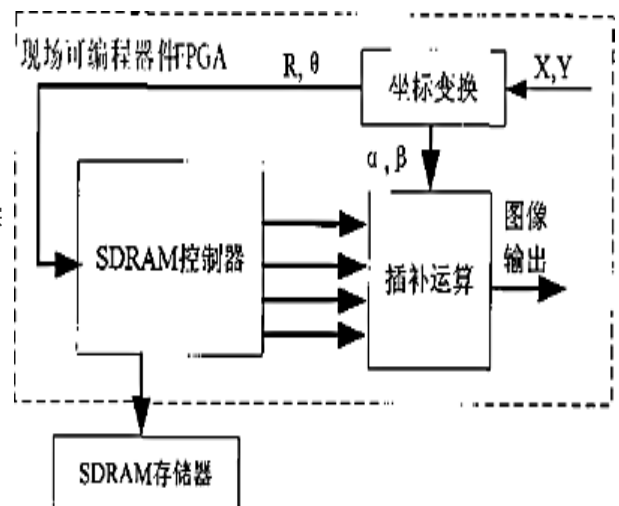 现场可编程器件FPGA
R, θ
坐标变换
X,Y
α, β
SDRAM控制器
插补运算
图像
输出
SDRAM存储器